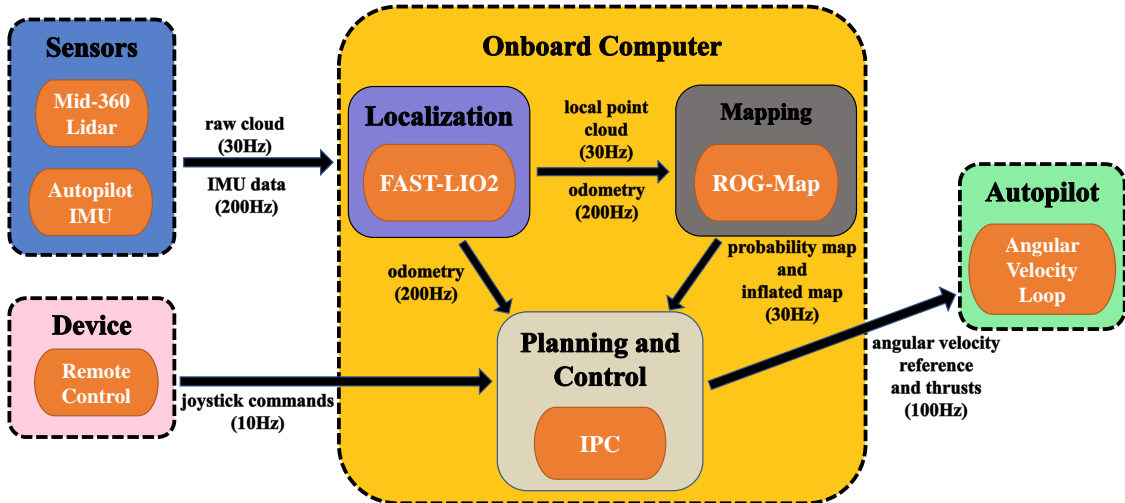 Sensors
Mid-360
Lidar
Autopilot
IMU
raw cloud
(30Hz)
IMU data
(200Hz)
Onboard Computer
Localization
FAST-LIO2
local point
cloud
(30Hz)
odometry
(200Hz)
Mapping
ROG-Map
odometry
(200Hz)
probability map
and
inflated map
(30Hz)
Device
Remote
Control
joystick commands
(10Hz)
Planning and
Control
IPC
angular velocity
reference
and thrusts
(100Hz)
Autopilot
Angular
Velocity
Loop